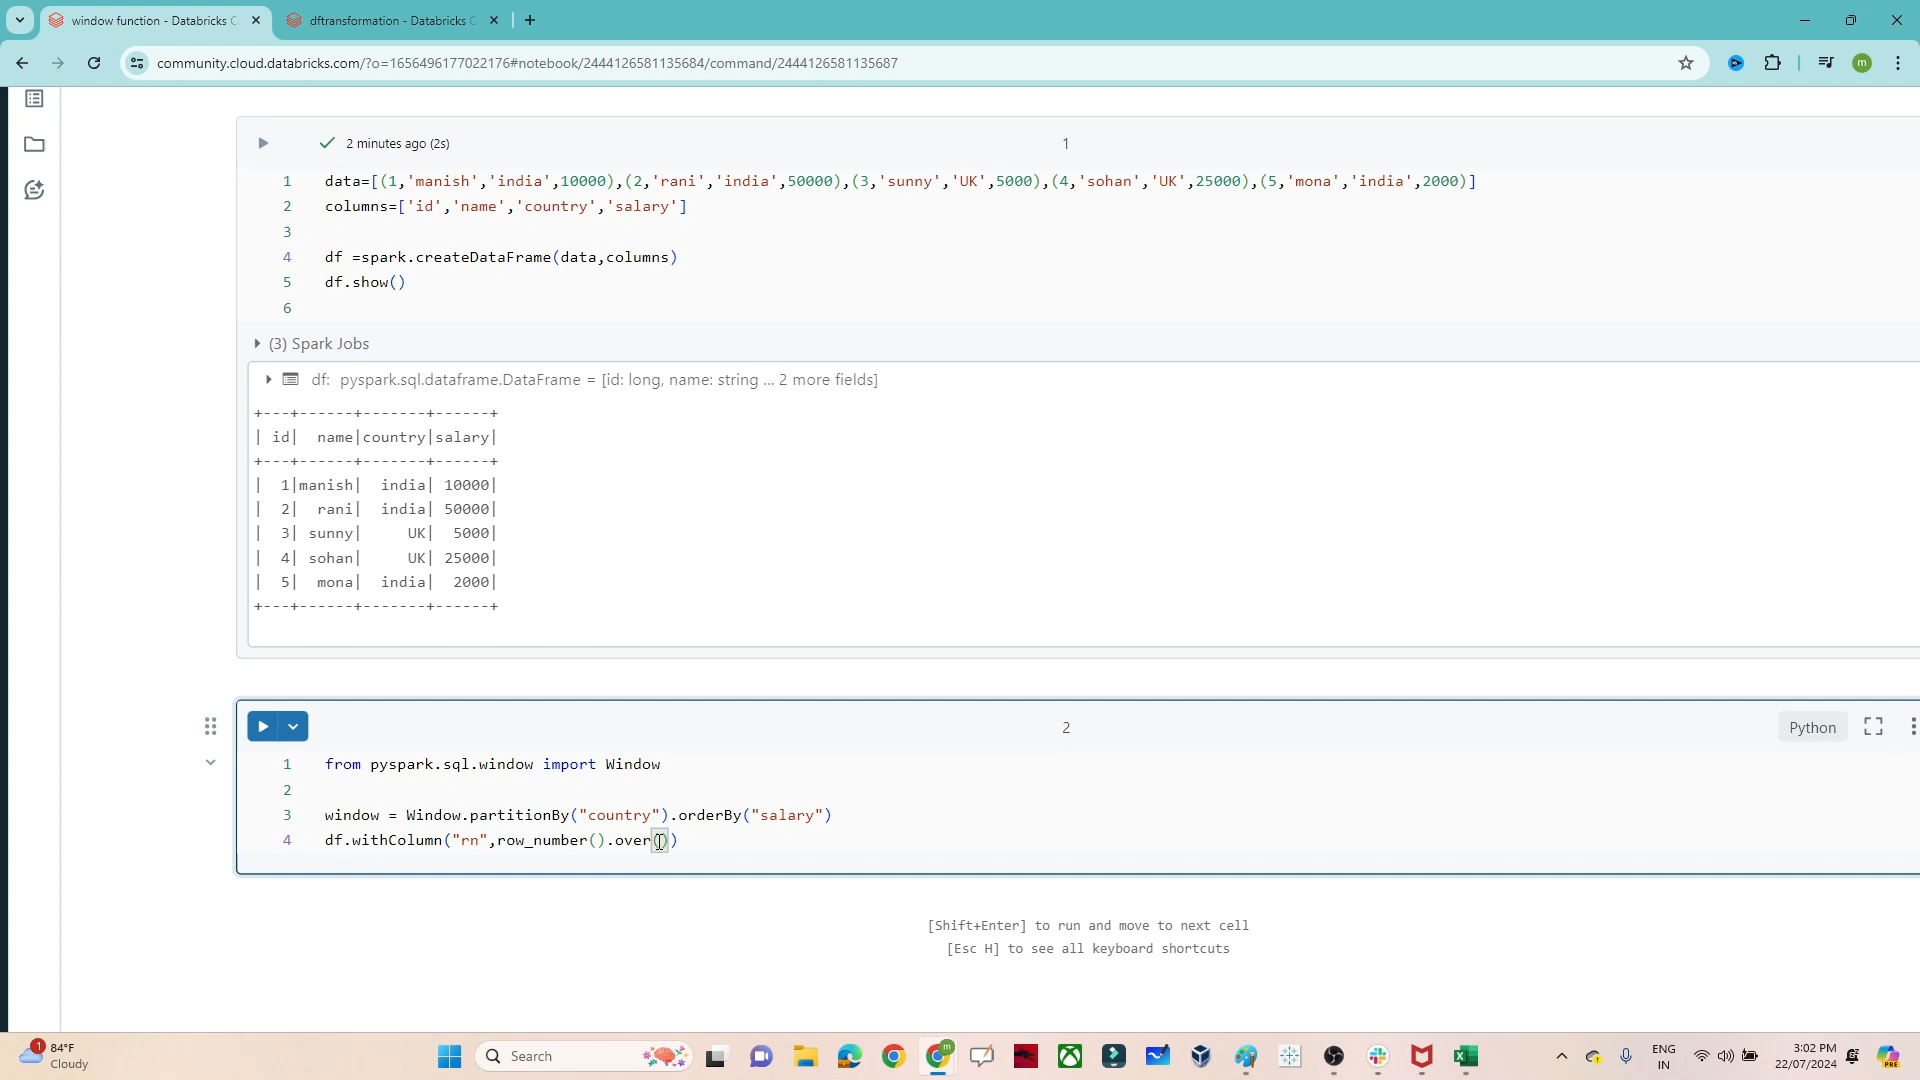 window function - Databricks C
dftransformation - Databricks C
community.cloud.databricks.com/?o=1656496177022176#notebook/2444126581135684/command/2444126581135687
m
2 minutes ago (2s)
1
1 data=[(1,'manish','india',10000),(2,'rani','india',50000),(3,'sunny','UK',5000),(4,'sohan','UK',25000),(5,'mona','india',2000)]
2 columns=['id','name','country','salary']
3
4 df =spark.createDataFrame(data,columns)
5 df.show()
6
(3) Spark Jobs
df: pyspark.sql.dataframe.DataFrame = [id: long, name: string ... 2 more fields]
+---+------+-------+------+
| id|  name|country|salary|
+---+------+-------+------+
|  1|manish|  india| 10000|
|  2|  rani|  india| 50000|
|  3| sunny|     UK|  5000|
|  4| sohan|     UK| 25000|
|  5|  mona|  india|  2000|
+---+------+-------+------+
2
Python
1 from pyspark.sql.window import Window
2
3 window = Window.partitionBy("country").orderBy("salary")
4 df.withColumn("rn",row_number().over())
[Shift+Enter] to run and move to next cell
[Esc H] to see all keyboard shortcuts
1
84°F
Cloudy
Search
m
ENG
IN
3:02 PM
22/07/2024
PRE